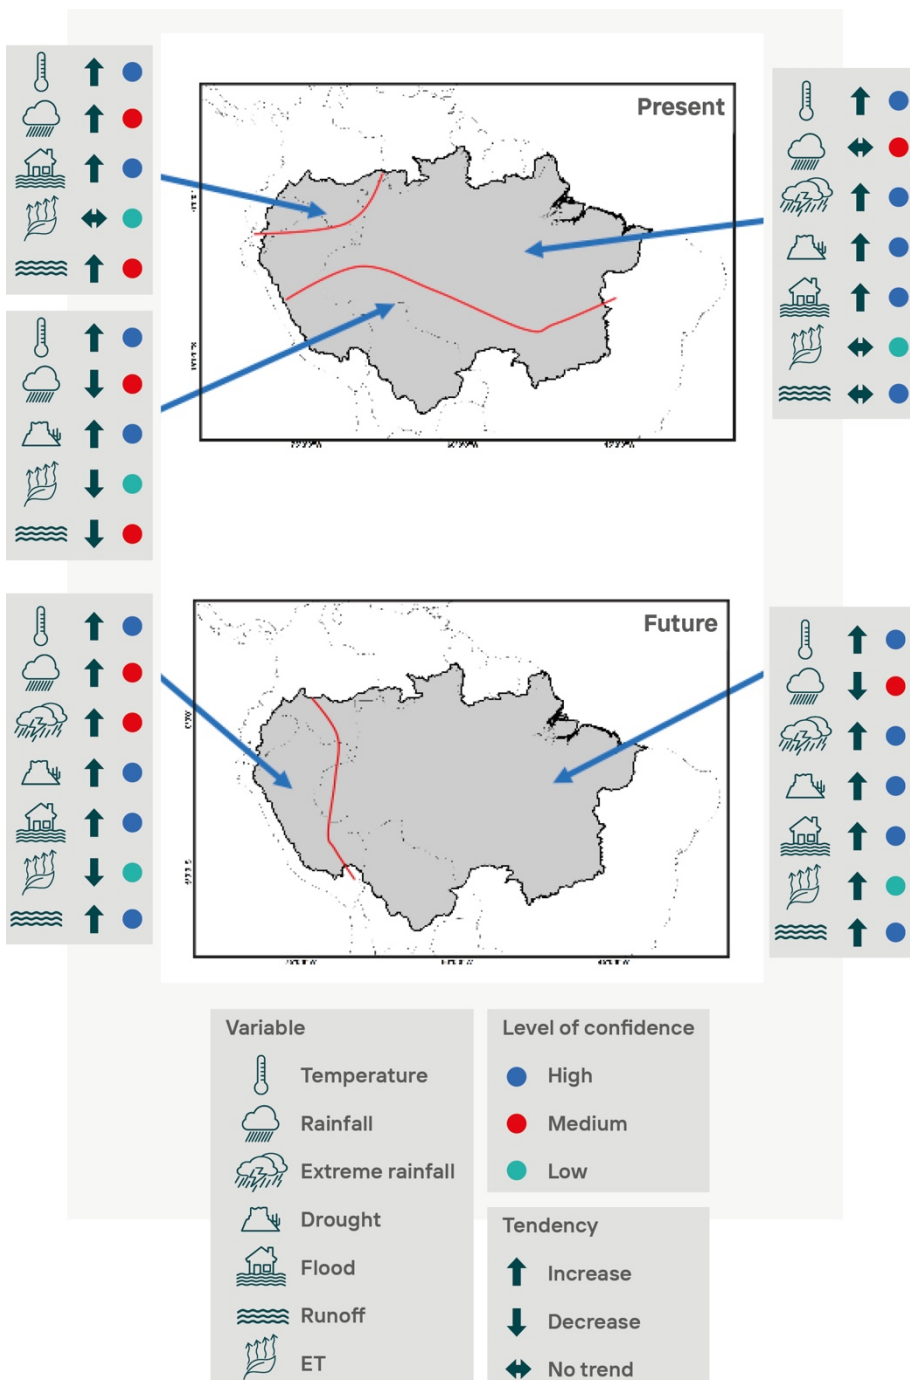 Present
Future
Variable
Temperature
Rainfall
Extreme rainfall
Drought
Flood
Runoff
ET
Level of confidence
High
Medium
Low
Tendency
Increase
Decrease
No trend